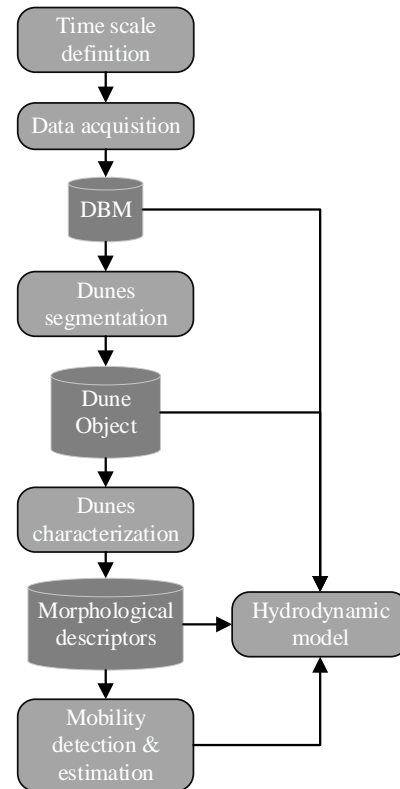 Time scale
definition
Data acquisition
DBM
Dunes
segmentation
Dune
Object
Dunes
characterization
Morphological
descriptors
Hydrodynamic
model
Mobility
detection &
estimation